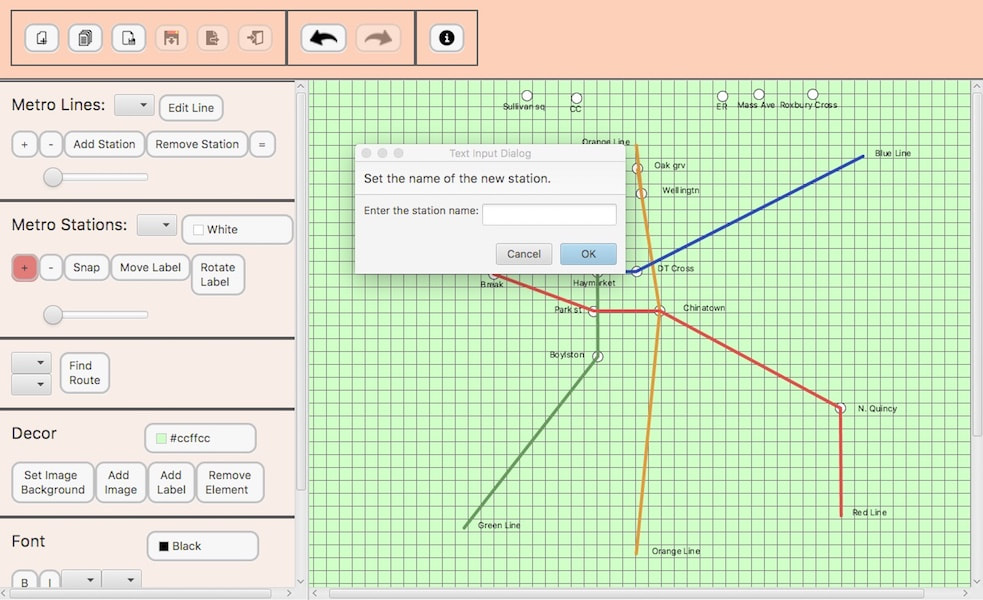 Metro Lines:
Edit Line
+
-
Add Station
Remove Station
=
Metro Stations:
White
+
-
Snap
Move Label
Rotate
Label
Find
Route
Decor
#ccffcc
Set Image
Background
Add
Image
Add
Label
Remove
Element
Font
Black
B
I
Sullivan sq
CC
ER
Mass Ave
Roxbury Cross
Orange Line
Blue Line
Text Input Dialog
Set the name of the new station.
Enter the station name:
Cancel
OK
Oak grv
Wellingtn
DT Cross
Break
Haymarket
Park st
Chinatown
Boylston
N. Quincy
Red Line
Green Line
Orange Line